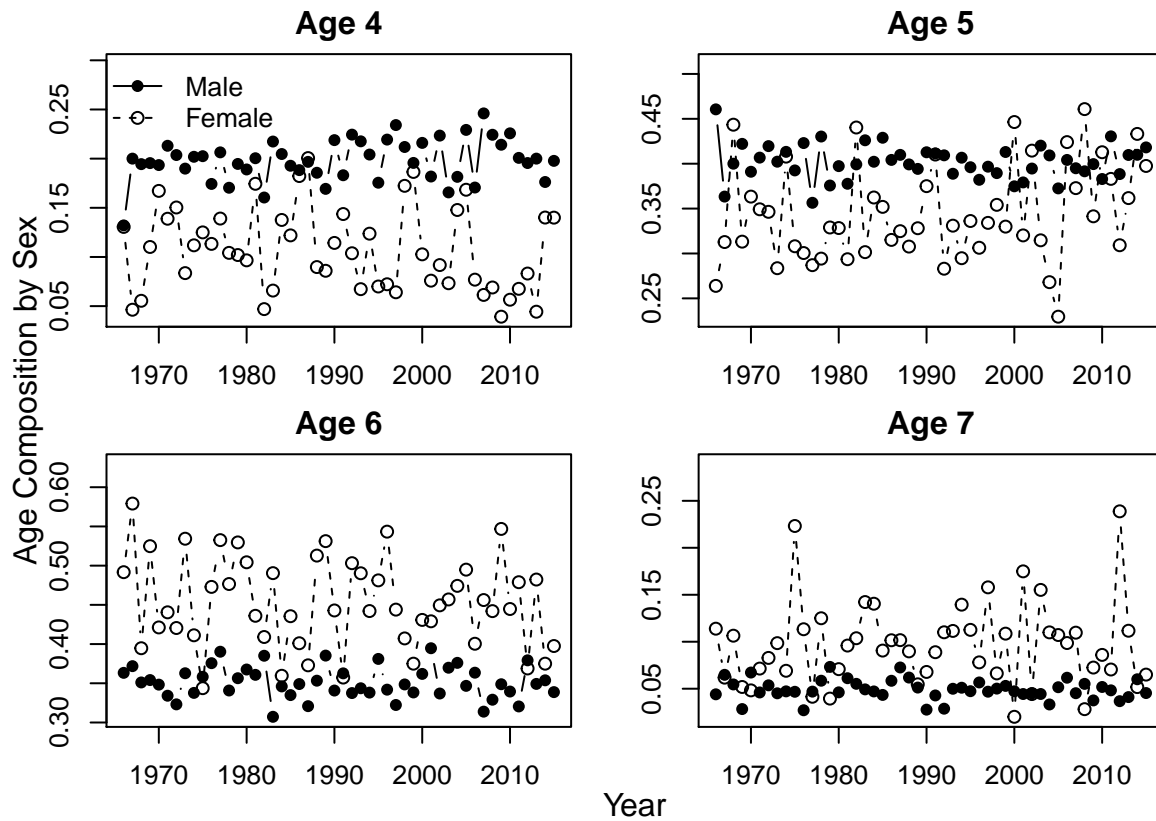 Age 4
Age 5
Male
Female
0.05 0.15 0.25
0.25 0.35 0.45
1970 1980 1990 2000 2010
1970 1980 1990 2000 2010
Age Composition by Sex
Age 6
Age 7
0.30 0.40 0.50 0.60
0.05 0.15 0.25
1970 1980 1990 2000 2010
1970 1980 1990 2000 2010
Year